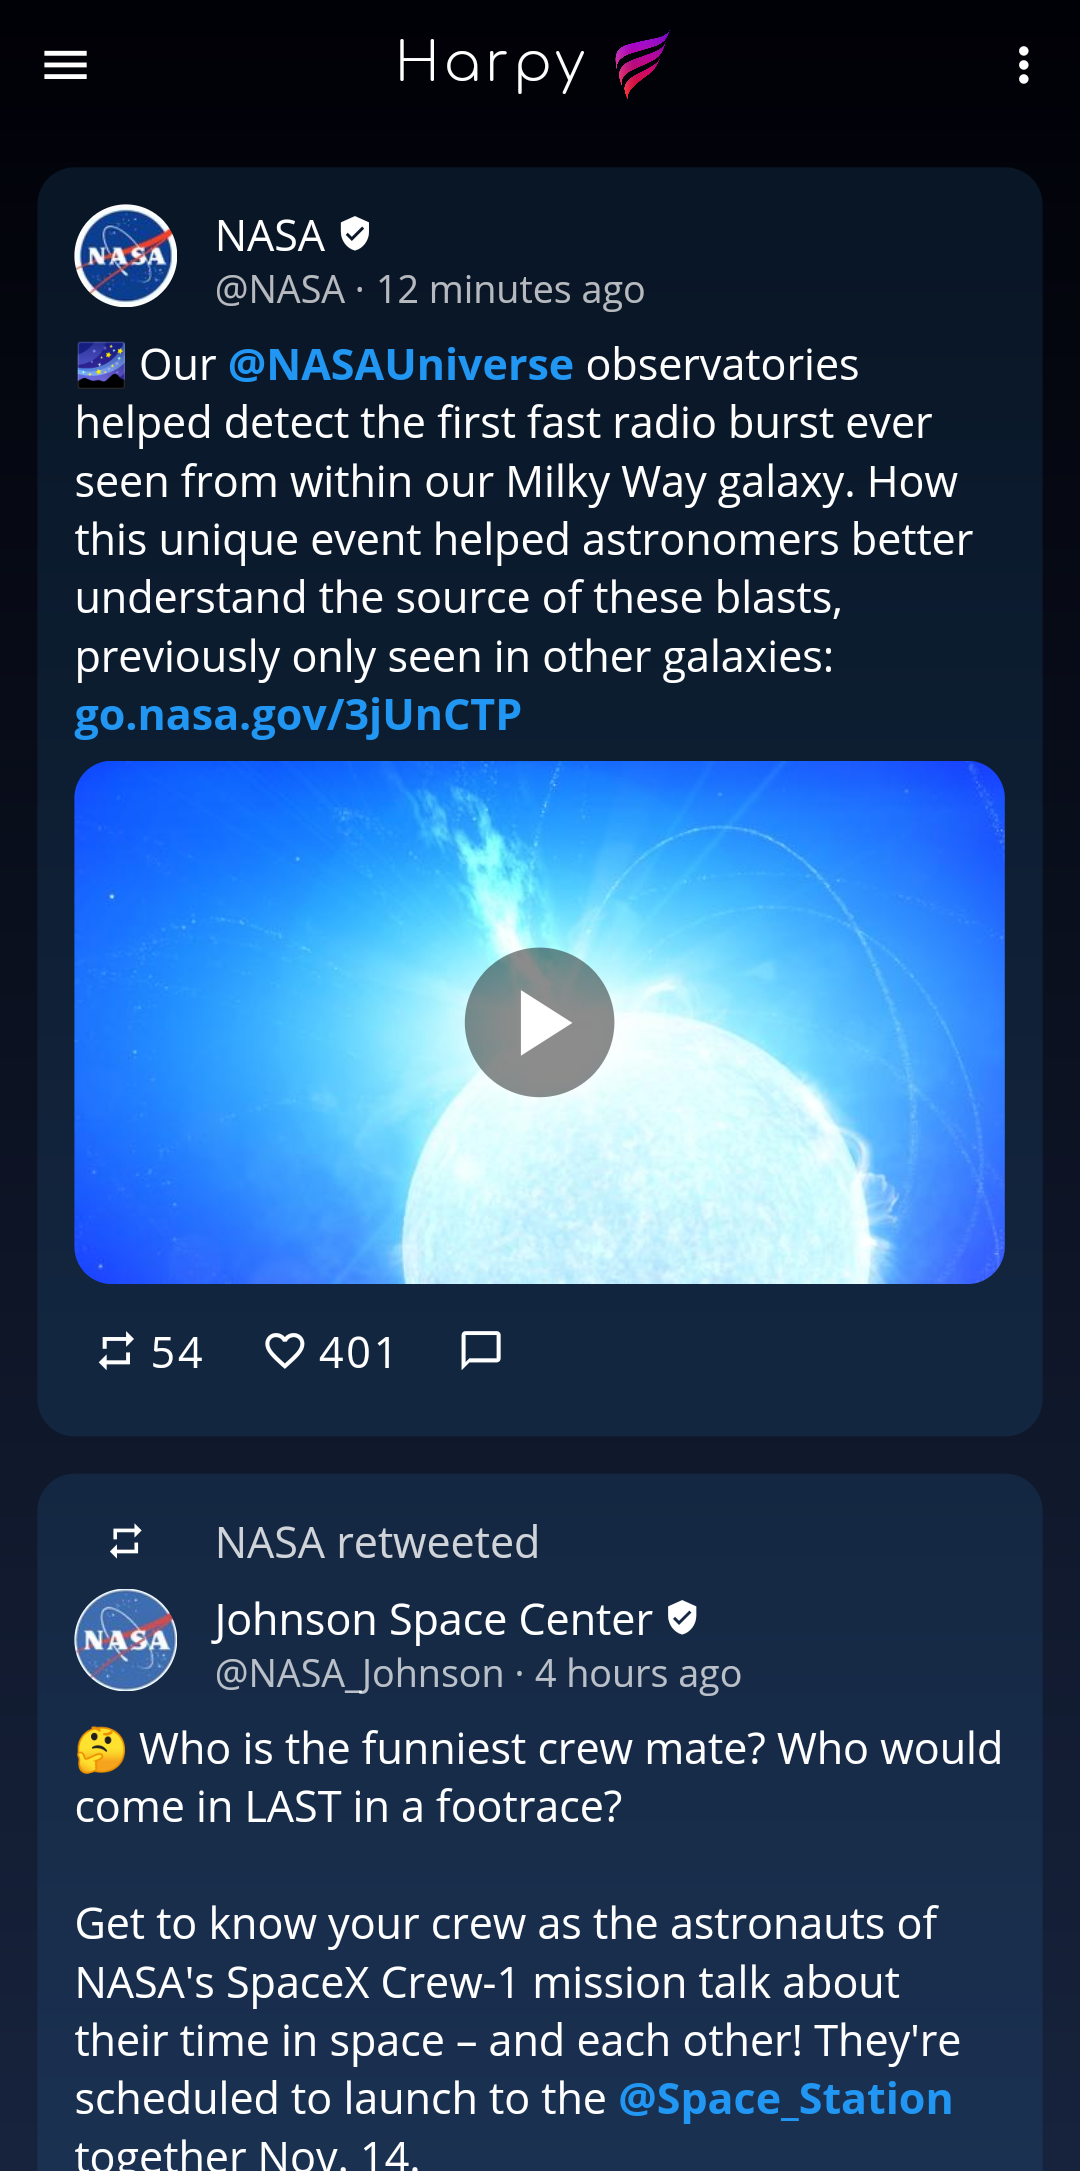 Harpy
NASA
NASA
@NASA · 12 minutes ago
🌌 Our @NASAUniverse observatories
helped detect the first fast radio burst ever
seen from within our Milky Way galaxy. How
this unique event helped astronomers better
understand the source of these blasts,
previously only seen in other galaxies:
go.nasa.gov/3jUnCTP
54 401
NASA retweeted
NASA
Johnson Space Center
@NASA_Johnson · 4 hours ago
🤔 Who is the funniest crew mate? Who would
come in LAST in a footrace?
Get to know your crew as the astronauts of
NASA's SpaceX Crew-1 mission talk about
their time in space – and each other! They're
scheduled to launch to the @Space_Station
together Nov. 14.